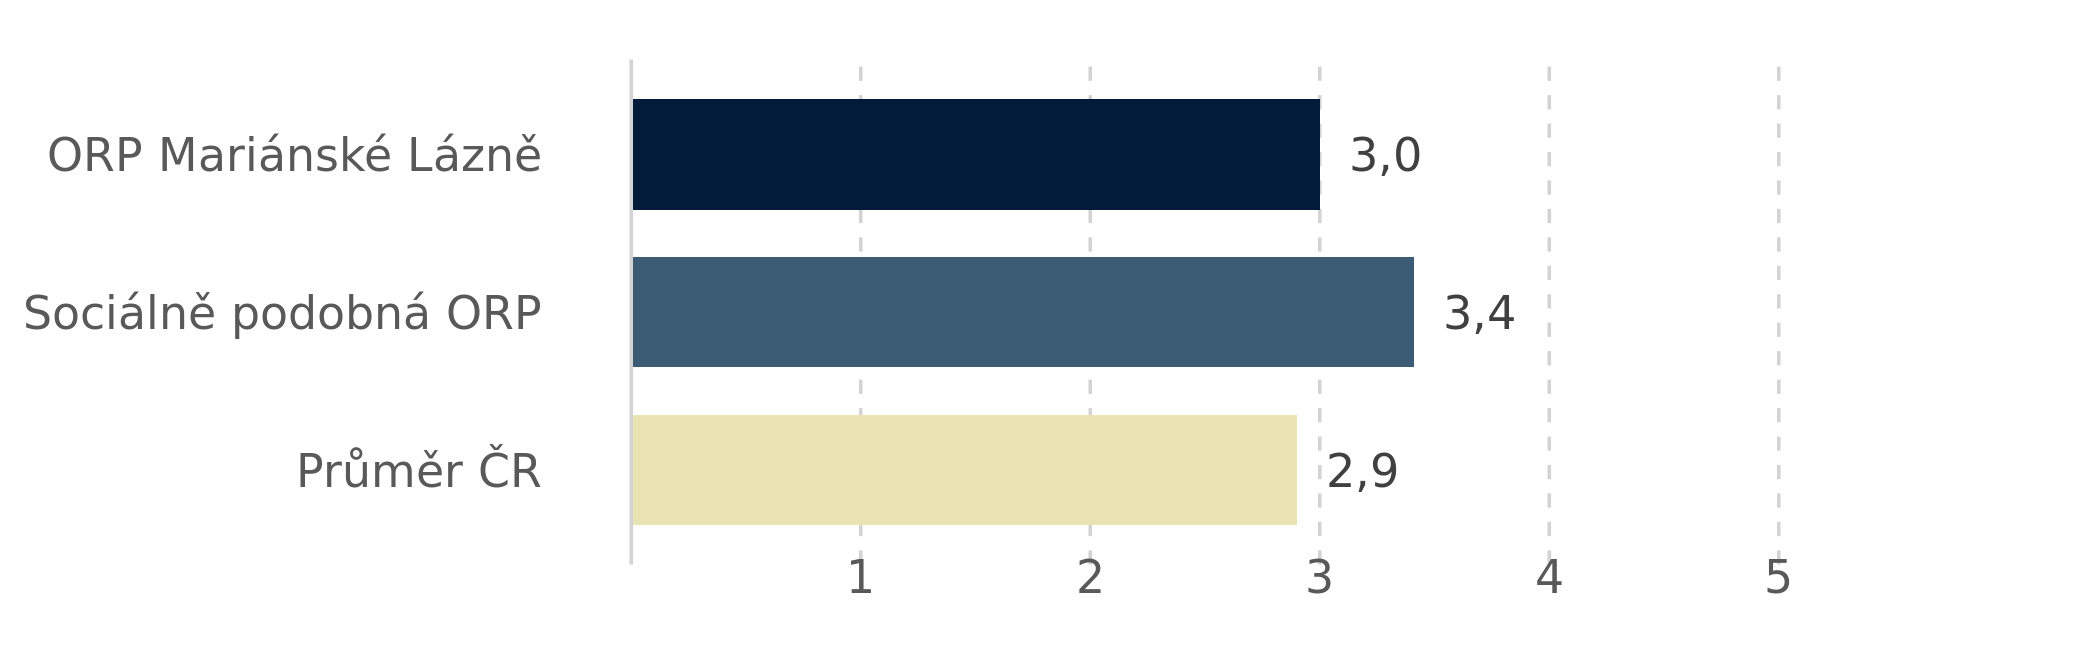 ORP Mariánské Lázně 3,0
Sociálně podobná ORP 3,4
Průměr ČR 2,9
1 2 3 4 5